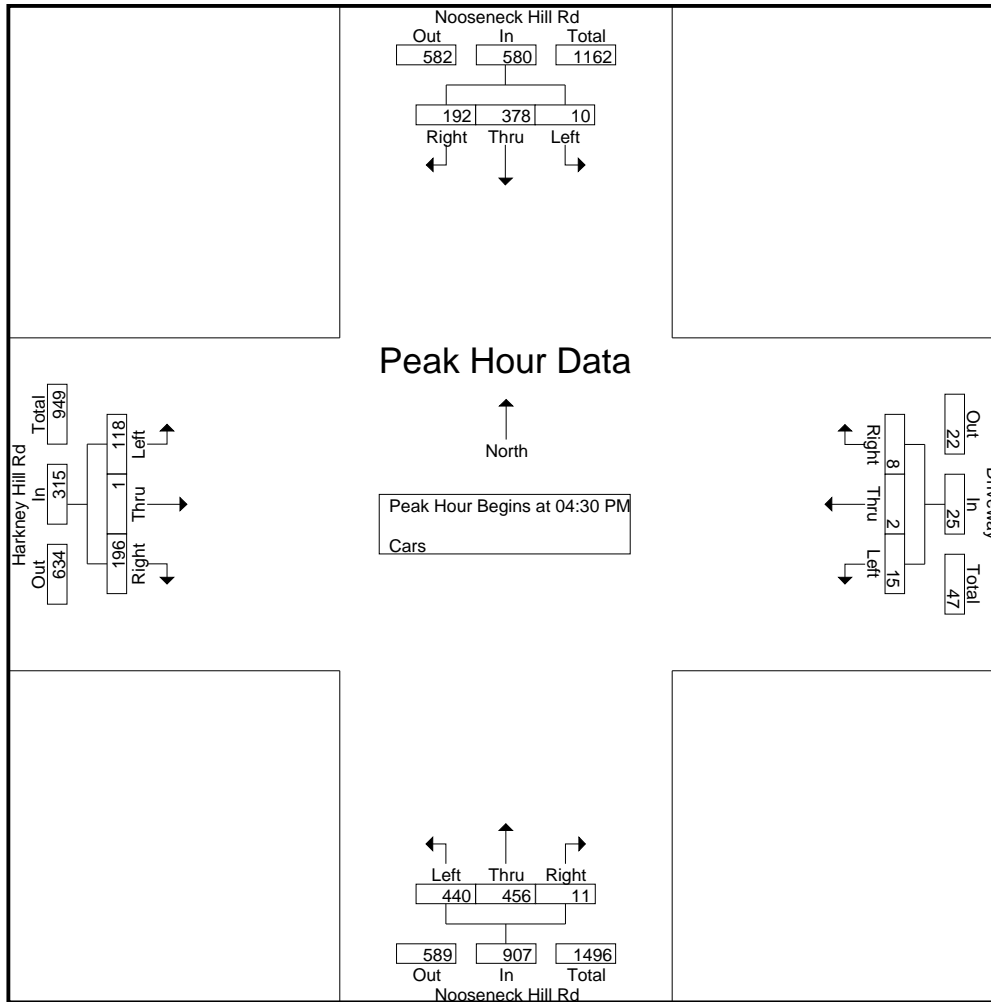 Nooseneck Hill Rd
Out In Total
582 580 1162
192 378 10
Right Thru Left
Peak Hour Data
North
Peak Hour Begins at 04:30 PM
Cars
Harkney Hill Rd
Out In Total
634 315 949
118 1 196
Left Thru Right
Driveway
Out In Total
22 25 47
8 2 15
Right Thru Left
Left Thru Right
440 456 11
589 907 1496
Out In Total
Nooseneck Hill Rd